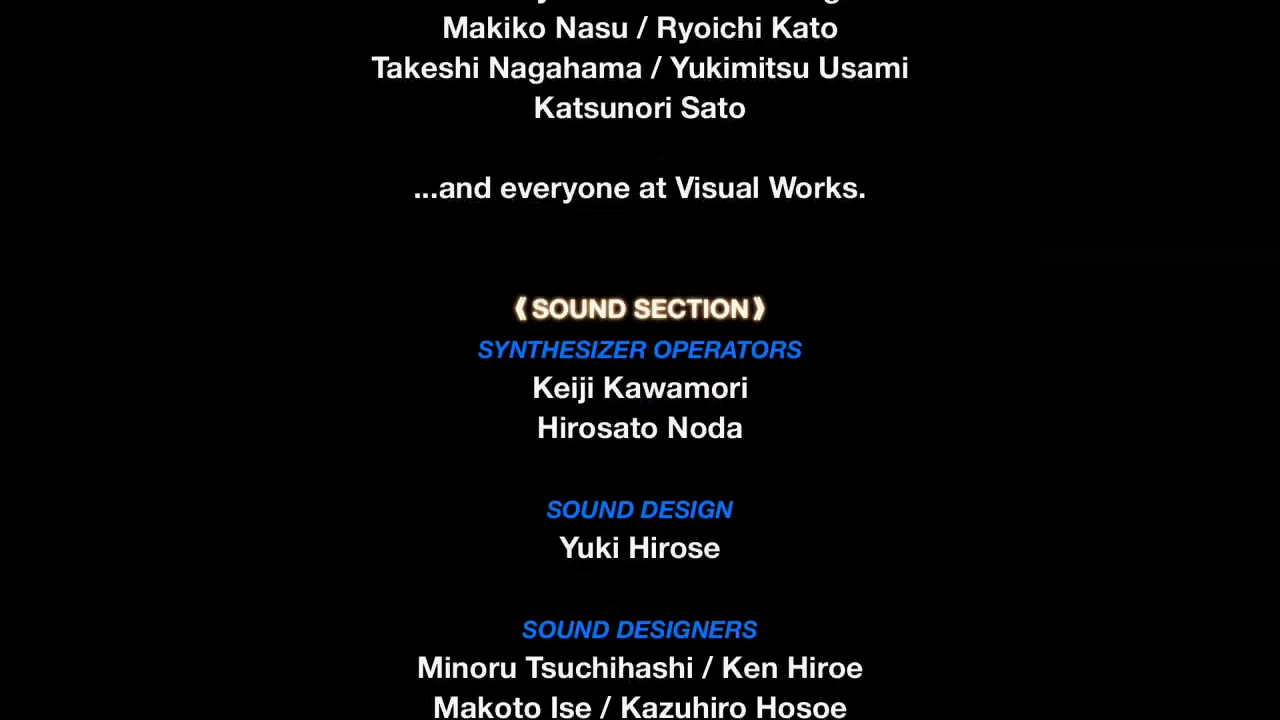 Makiko Nasu / Ryoichi Kato
Takeshi Nagahama / Yukimitsu Usami
Katsunori Sato
...and everyone at Visual Works.
⟪SOUND SECTION⟫
SYNTHESIZER OPERATORS
Keiji Kawamori
Hirosato Noda
SOUND DESIGN
Yuki Hirose
SOUND DESIGNERS
Minoru Tsuchihashi / Ken Hiroe
Makoto Ise / Kazuhiro Hosoe